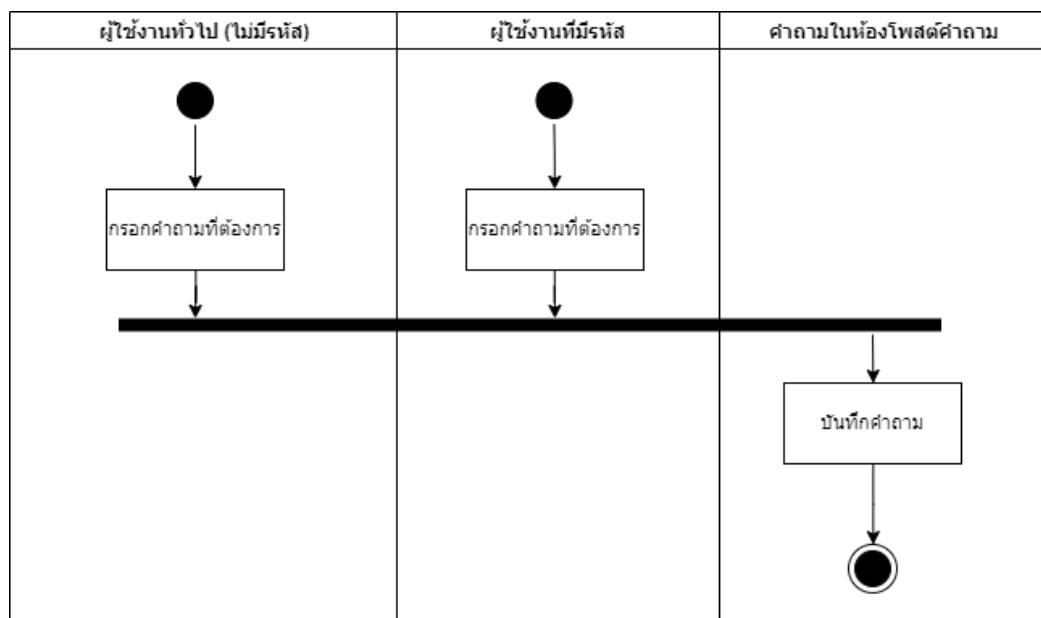 ผู้ใช้งานทั่วไป (ไม่มีรหัส)
ผู้ใช้งานที่มีรหัส
คำถามในห้องโพสต์คำถาม
กรอกคำถามที่ต้องการ
กรอกคำถามที่ต้องการ
บันทึกคำถาม